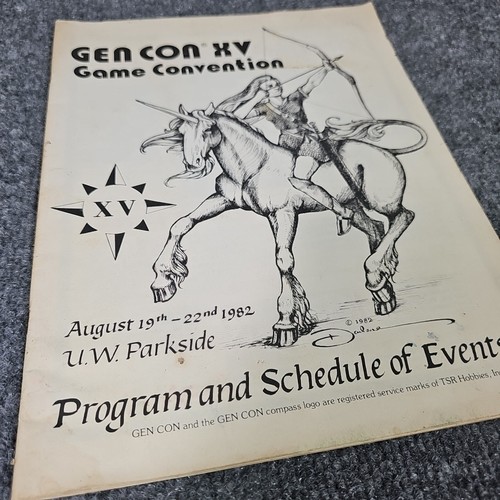 GEN CON® XV
Game Convention
XV
August 19th – 22nd 1982
U.W. Parkside
© 1982
Darlene
Program and Schedule of Events
GEN CON and the GEN CON compass logo are registered service marks of TSR Hobbies, Inc